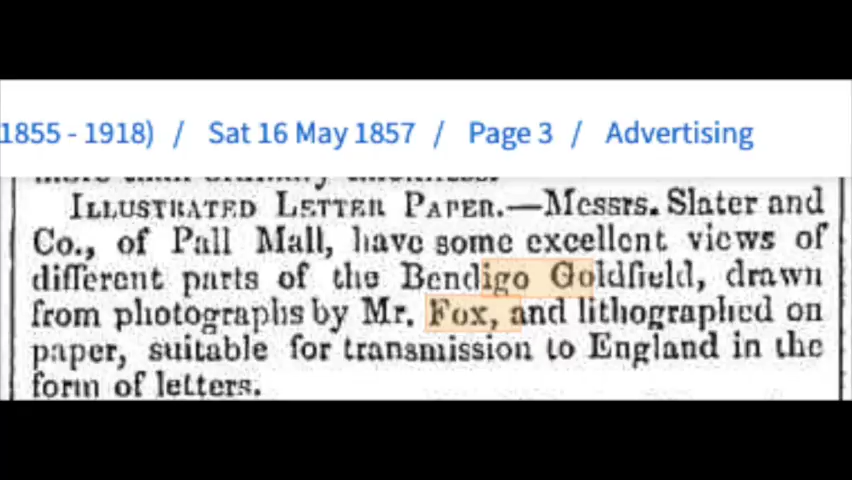 1855 - 1918) / Sat 16 May 1857 / Page 3 / Advertising
ILLUSTRATED LETTER PAPER.—Messrs. Slater and
Co., of Pall Mall, have some excellent views of
different parts of the Bendigo Goldfield, drawn
from photographs by Mr. Fox, and lithographed on
paper, suitable for transmission to England in the
form of letters.